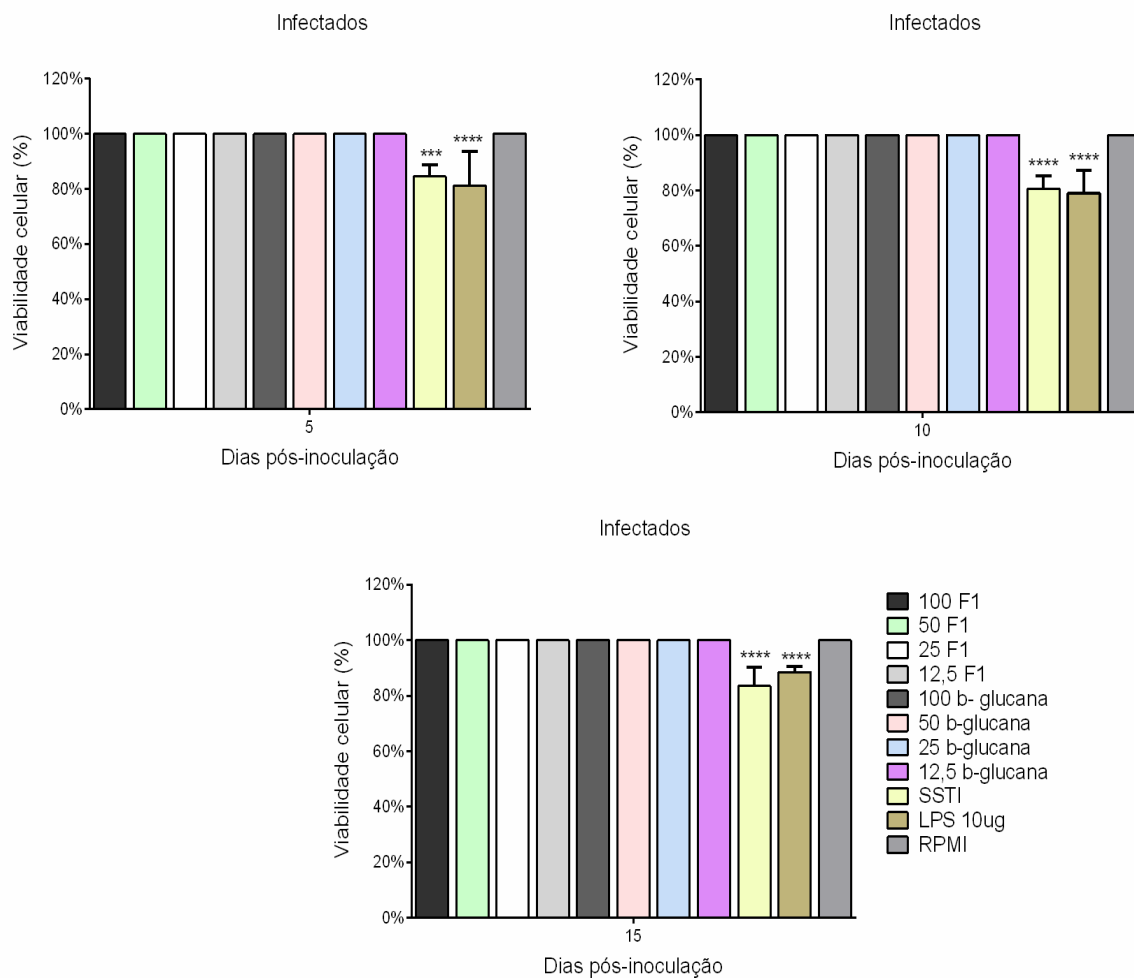 Infectados
Viabilidade celular (%)
120%
100%
80%
60%
40%
20%
0%
***
****
5
Dias pós-inoculação
Infectados
Viabilidade celular (%)
120%
100%
80%
60%
40%
20%
0%
****
****
10
Dias pós-inoculação
Infectados
Viabilidade celular (%)
120%
100%
80%
60%
40%
20%
0%
****
****
15
Dias pós-inoculação
100 F1
50 F1
25 F1
12,5 F1
100 b- glucana
50 b-glucana
25 b-glucana
12,5 b-glucana
SSTI
LPS 10ug
RPMI